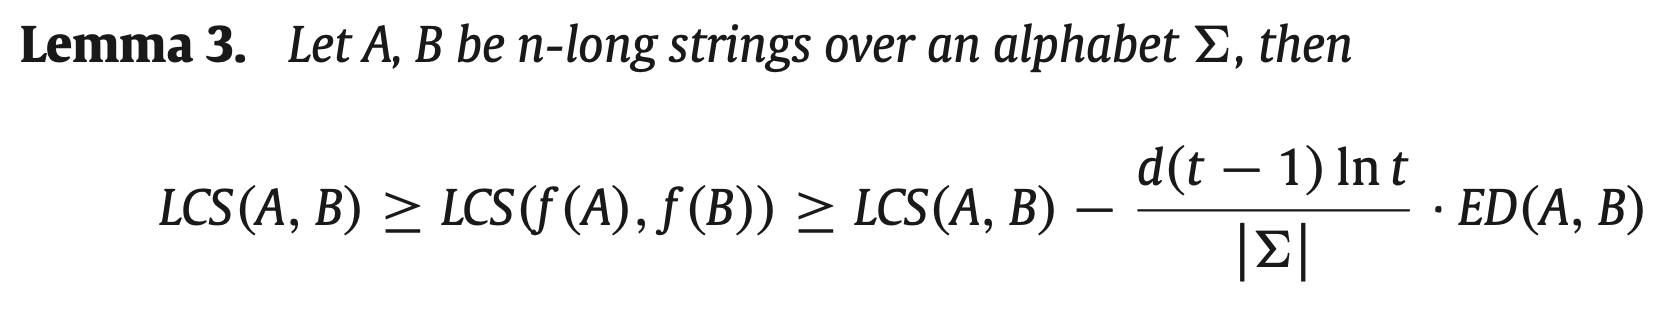 Lemma 3. Let A, B be n-long strings over an alphabet Σ, then
LCS(A, B) ≥ LCS(f(A), f(B)) ≥ LCS(A, B) − d(t − 1) ln t / |Σ| · ED(A, B)